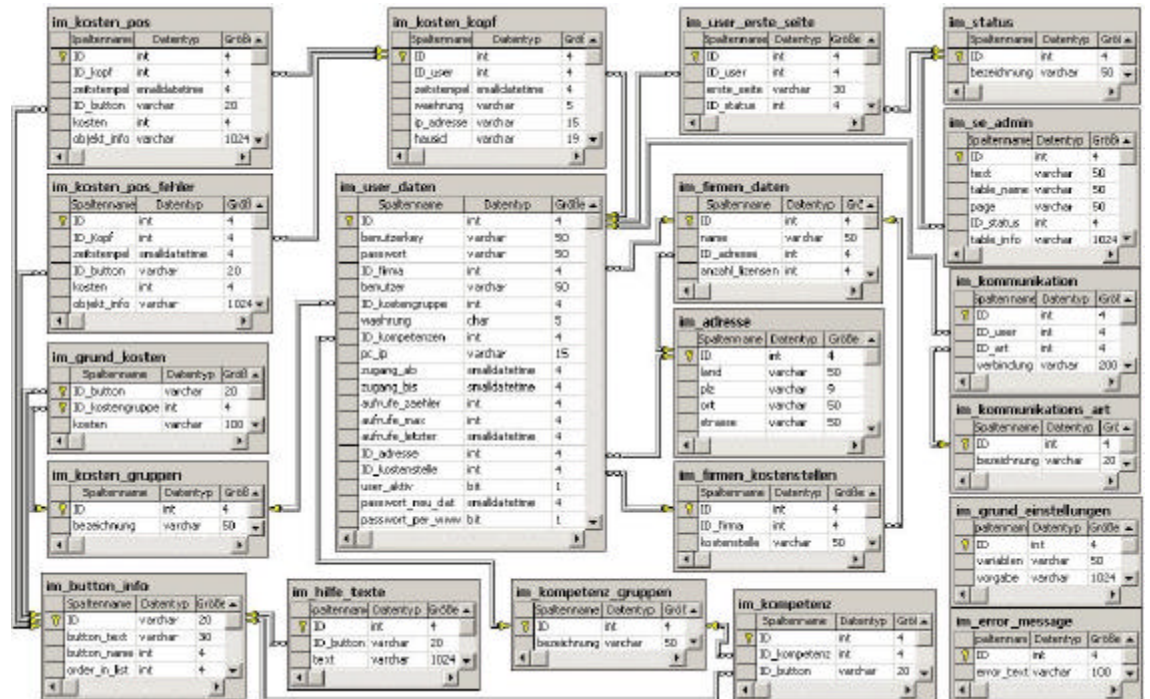 im_kosten_pos
Spaltenname Datentyp Größe
ID int 4
ID_kopf int 4
zeitstempel smalldatetime 4
ID_button varchar 20
kosten int 4
objekt_info varchar 1024
im_kosten_kopf
Spaltenname Datentyp Größ
ID int 4
ID_user int 4
zeitstempel smalldatetime 4
waehrung varchar 5
ip_adresse varchar 15
hausid varchar 19
im_user_erste_seite
Spaltenname Datentyp Größe
ID int 4
ID_user int 4
erste_seite varchar 30
ID_status int 4
im_status
Spaltenname Datentyp Größe
ID int 4
bezeichnung varchar 50
im_se_admin
Spaltenname Datentyp Größ
ID int 4
text varchar 50
table_name varchar 50
page varchar 50
ID_status int 4
table_info varchar 1024
im_kosten_pos_fehler
Spaltenname Datentyp Größ
ID int 4
ID_Kopf int 4
zeitstempel smalldatetime 4
ID_button varchar 20
kosten int 4
objekt_info varchar 1024
im_user_daten
Spaltenname Datentyp Größe
ID int 4
benutzerkey varchar 50
passwort varchar 50
ID_firma int 4
benutzer varchar 50
ID_kostengruppe int 4
waehrung char 5
ID_kompetenzen int 4
pc_ip varchar 15
zugang_ab smalldatetime 4
zugang_bis smalldatetime 4
aufrufe_zaehler int 4
aufrufe_max int 4
aufrufe_letzter smalldatetime 4
ID_adresse int 4
ID_kostenstelle int 4
user_aktiv bit 1
passwort_neu_dat smalldatetime 4
passwort_per_www bit 1
im_firmen_daten
Spaltenname Datentyp Grö
ID int 4
name varchar 50
ID_adresse int 4
anzahl_lizensen int 4
im_adresse
Spaltenname Datentyp Größe
ID int 4
land varchar 50
plz varchar 9
ort varchar 50
strasse varchar 50
im_kommunikation
Spaltenname Datentyp Größ
ID int 4
ID_user int 4
ID_art int 4
verbindung varchar 200
im_grund_kosten
Spaltenname Datentyp Größ
ID_button varchar 20
ID_kostengruppe int 4
kosten varchar 100
im_kommunikations_art
Spaltenname Datentyp Größ
ID int 4
bezeichnung varchar 20
im_kosten_gruppen
Spaltenname Datentyp Größ
ID int 4
bezeichnung varchar 50
im_firmen_kostenstellen
Spaltenname Datentyp Größe
ID int 4
ID_firma int 4
kostenstelle varchar 50
im_grund_einstellungen
paltennam Datentyp Größe
ID int 4
variablen varchar 50
vorgabe varchar 1024
im_button_info
Spaltenname Datentyp Größe
ID varchar 20
button_text varchar 30
button_name int 4
order_in_list int 4
im_hilfe_texte
paltennam Datentyp Größe
ID int 4
ID_button varchar 20
text varchar 1024
im_kompetenz_gruppen
Spaltenname Datentyp Größ
ID int 4
bezeichnung varchar 50
im_kompetenz
Spaltenname Datentyp Größe
ID int 4
ID_kompetenz int 4
ID_button varchar 20
im_error_message
paltennam Datentyp Größe
ID int 4
error_text varchar 100